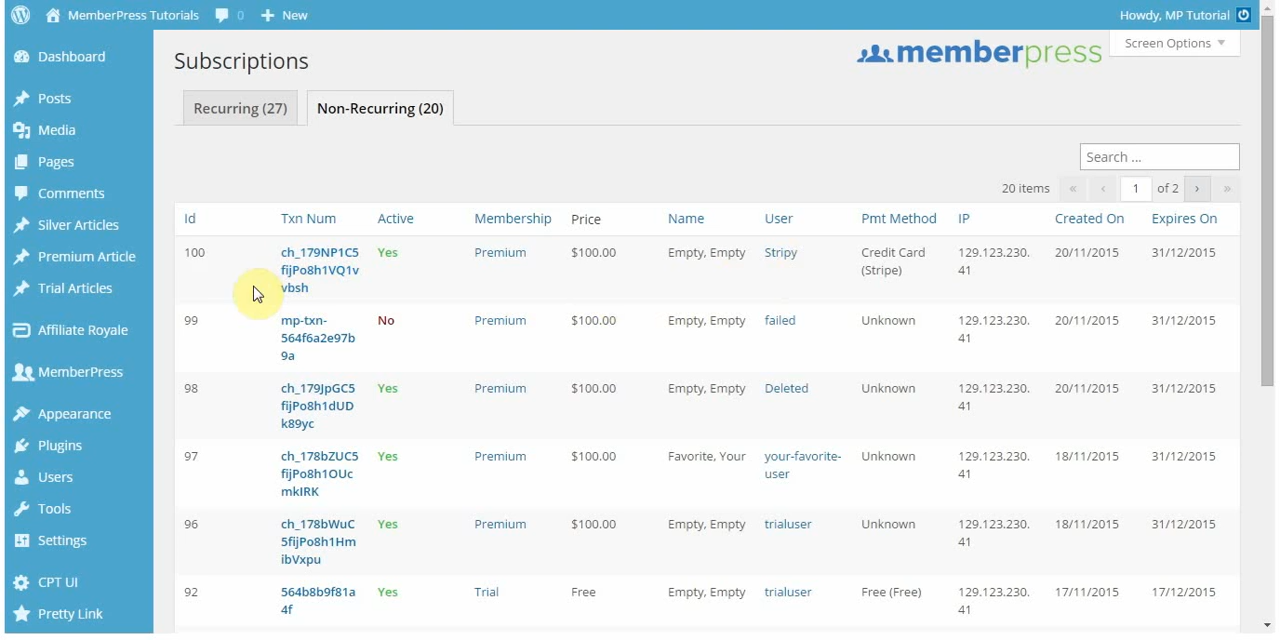 MemberPress Tutorials 0 New Howdy, MP Tutorial
Dashboard
Posts
Media
Pages
Comments
Silver Articles
Premium Article
Trial Articles
Affiliate Royale
MemberPress
Appearance
Plugins
Users
Tools
Settings
CPT UI
Pretty Link
Subscriptions
memberpress
Screen Options
Recurring (27) Non-Recurring (20)
Search ...
20 items « ‹ 1 of 2 › »
Id Txn Num Active Membership Price Name User Pmt Method IP Created On Expires On
100 ch_179NP1C5 Yes Premium $100.00 Empty, Empty Stripy Credit Card 129.123.230. 20/11/2015 31/12/2015
fijPo8h1VQ1v (Stripe) 41
vbsh
99 mp-txn- No Premium $100.00 Empty, Empty failed Unknown 129.123.230. 20/11/2015 31/12/2015
564f6a2e97b 41
9a
98 ch_179JpGC5 Yes Premium $100.00 Empty, Empty Deleted Unknown 129.123.230. 20/11/2015 31/12/2015
fijPo8h1dUD 41
k89yc
97 ch_178bZUC5 Yes Premium $100.00 Favorite, Your your-favorite- Unknown 129.123.230. 18/11/2015 31/12/2015
fijPo8h1OUc user 41
mkIRK
96 ch_178bWuC Yes Premium $100.00 Empty, Empty trialuser Unknown 129.123.230. 18/11/2015 31/12/2015
5fijPo8h1Hm 41
ibVxpu
92 564b8b9f81a Yes Trial Free Empty, Empty trialuser Free (Free) 129.123.230. 17/11/2015 17/12/2015
4f 41